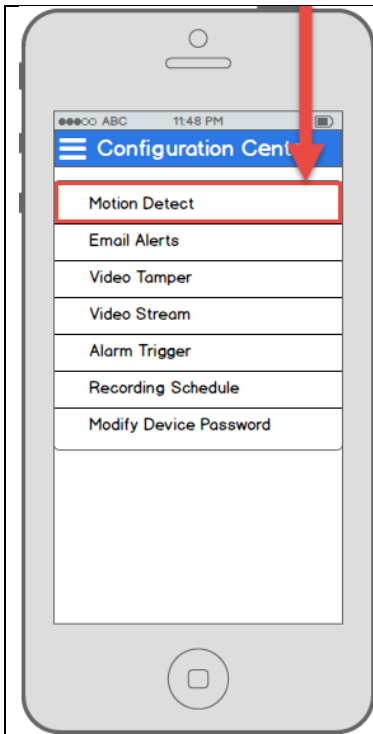 ABC 11:48 PM
Configuration Cent
Motion Detect
Email Alerts
Video Tamper
Video Stream
Alarm Trigger
Recording Schedule
Modify Device Password